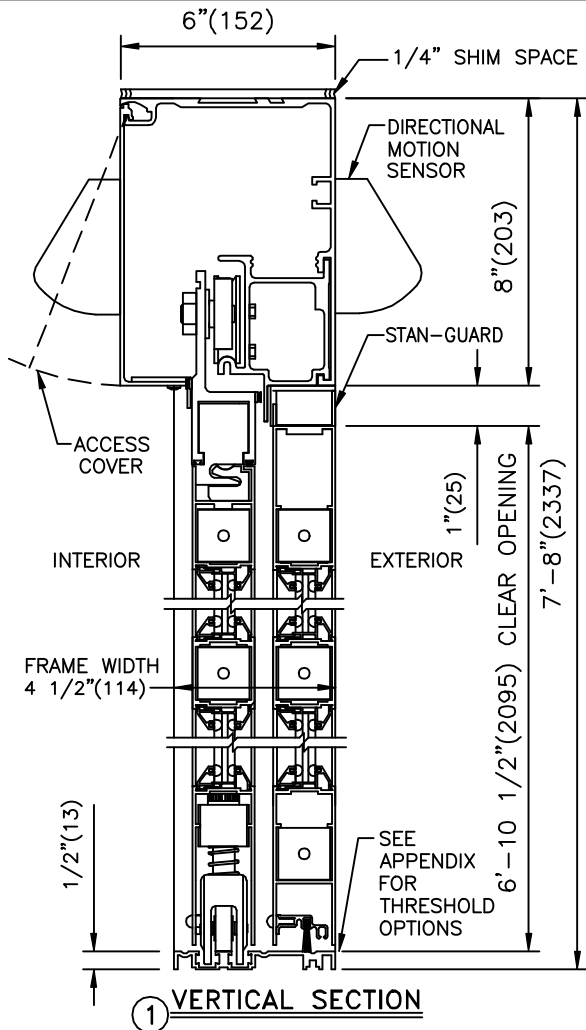 6"(152)
1/4" SHIM SPACE
DIRECTIONAL
MOTION
SENSOR
8"(203)
STAN-GUARD
ACCESS
COVER
1"(25)
INTERIOR
EXTERIOR
6'-10 1/2"(2095) CLEAR OPENING
7'-8"(2337)
FRAME WIDTH
4 1/2"(114)
1/2"(13)
SEE
APPENDIX
FOR
THRESHOLD
OPTIONS
1 VERTICAL SECTION